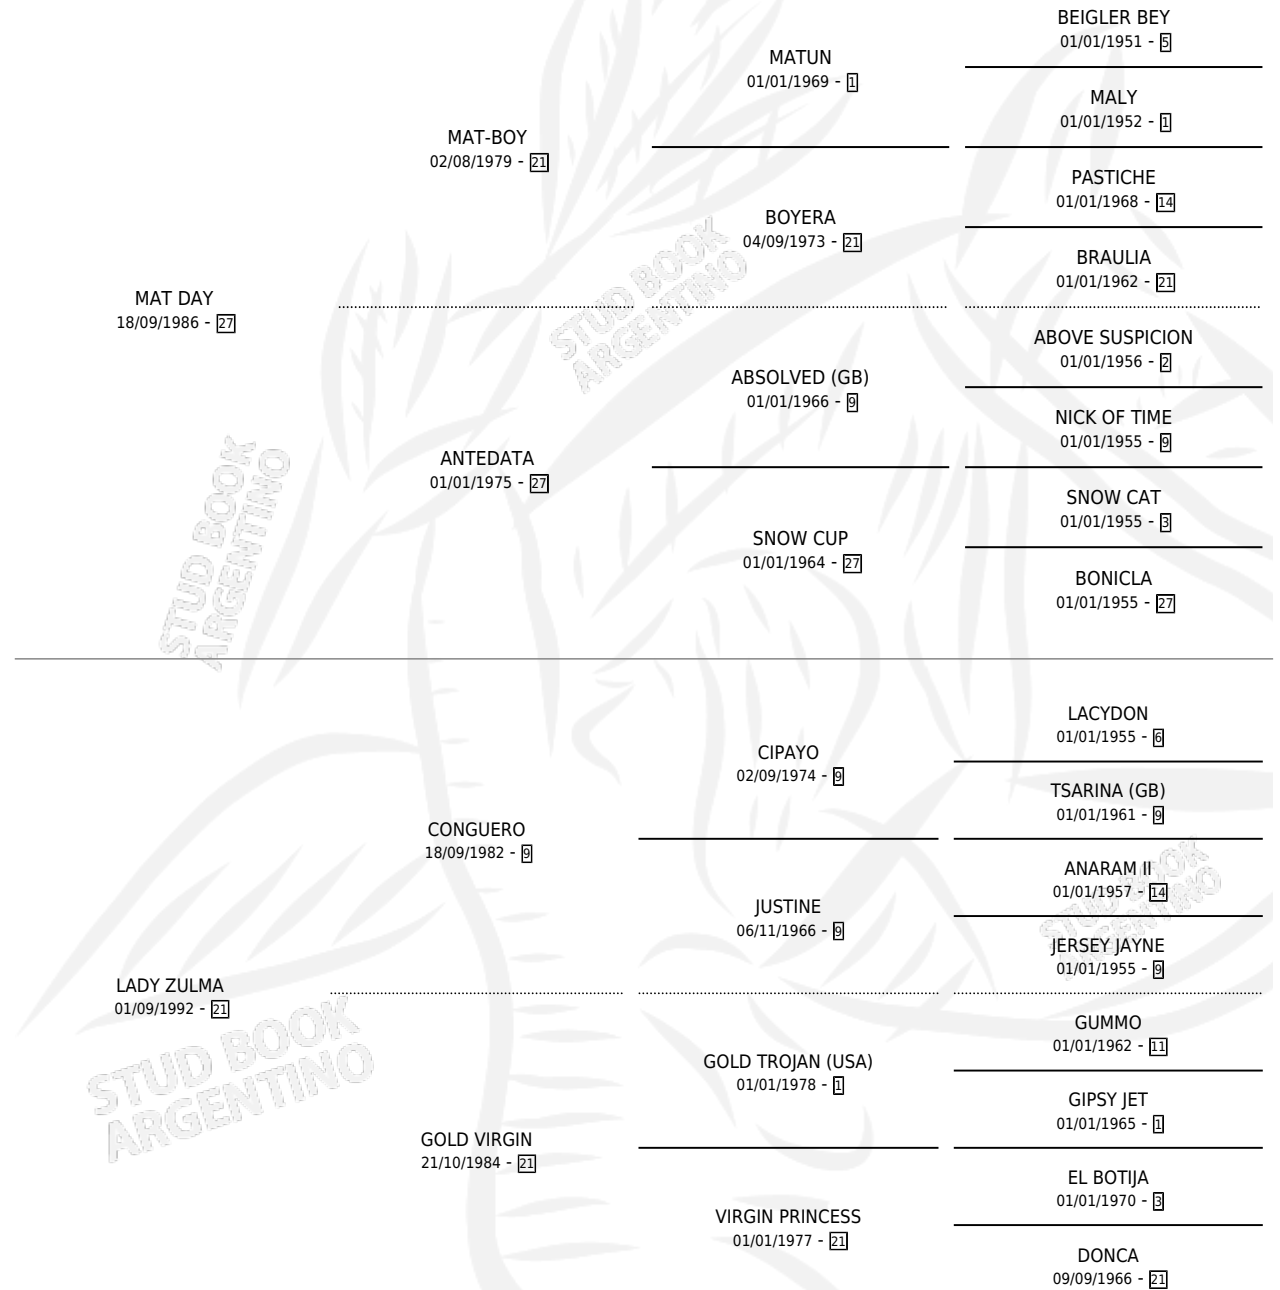 BEIGLER BEY
01/01/1951 - 5
MATUN
01/01/1969 - 1
MALY
01/01/1952 - 1
MAT-BOY
02/08/1979 - 21
PASTICHE
01/01/1968 - 14
BOYERA
04/09/1973 - 21
BRAULIA
01/01/1962 - 21
MAT DAY
18/09/1986 - 27
ABOVE SUSPICION
01/01/1956 - 2
ABSOLVED (GB)
01/01/1966 - 9
NICK OF TIME
01/01/1955 - 9
ANTEDATA
01/01/1975 - 27
SNOW CAT
01/01/1955 - 3
SNOW CUP
01/01/1964 - 27
BONICLA
01/01/1955 - 27
LACYDON
01/01/1955 - 6
CIPAYO
02/09/1974 - 9
TSARINA (GB)
01/01/1961 - 9
CONGUERO
18/09/1982 - 9
ANARAM II
01/01/1957 - 14
JUSTINE
06/11/1966 - 9
JERSEY JAYNE
01/01/1955 - 9
LADY ZULMA
01/09/1992 - 21
GUMMO
01/01/1962 - 11
GOLD TROJAN (USA)
01/01/1978 - 1
GIPSY JET
01/01/1965 - 1
GOLD VIRGIN
21/10/1984 - 21
EL BOTIJA
01/01/1970 - 3
VIRGIN PRINCESS
01/01/1977 - 21
DONCA
09/09/1966 - 21
STUD BOOK
ARGENTINO
STUD BOOK
ARGENTINO
STUD BOOK
ARGENTINO
STUD BOOK
ARGENTINO